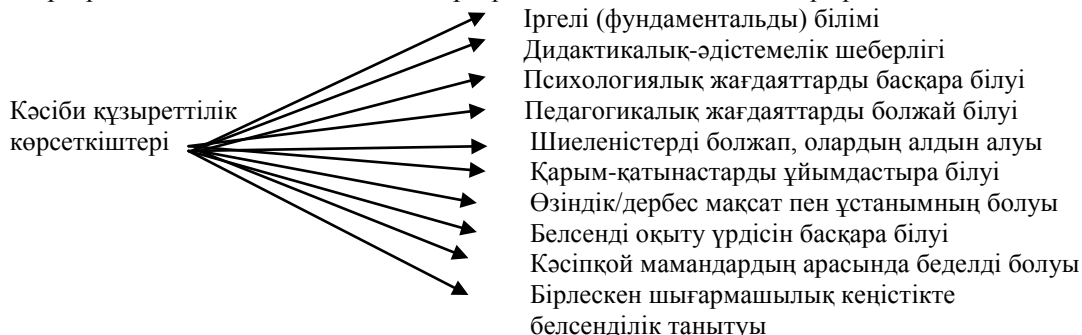 Іргелі (фундаментальды) білімі
Дидактикалық-әдістемелік шеберлігі
Психологиялық жағдаяттарды басқара білуі
Кәсіби құзыреттілік
Педагогикалық жағдаяттарды болжай білуі
көрсеткіштері
Шиеленістерді болжап, олардың алдын алуы
Қарым-қатынастарды ұйымдастыра білуі
Өзіндік/дербес мақсат пен ұстанымның болуы
Белсенді оқыту үрдісін басқара білуі
Кәсіпқой мамандардың арасында беделді болуы
Бірлескен шығармашылық кеңістікте
белсенділік танытуы